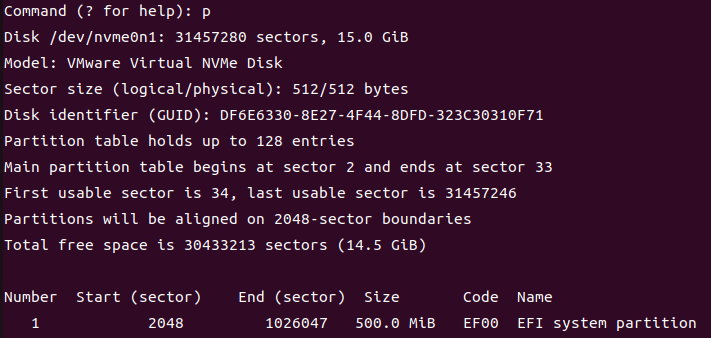 Command (? for help): p
Disk /dev/nvme0n1: 31457280 sectors, 15.0 GiB
Model: VMware Virtual NVMe Disk
Sector size (logical/physical): 512/512 bytes
Disk identifier (GUID): DF6E6330-8E27-4F44-8DFD-323C30310F71
Partition table holds up to 128 entries
Main partition table begins at sector 2 and ends at sector 33
First usable sector is 34, last usable sector is 31457246
Partitions will be aligned on 2048-sector boundaries
Total free space is 30433213 sectors (14.5 GiB)
Number  Start (sector)    End (sector)  Size       Code  Name
   1            2048         1026047   500.0 MiB   EF00  EFI system partition